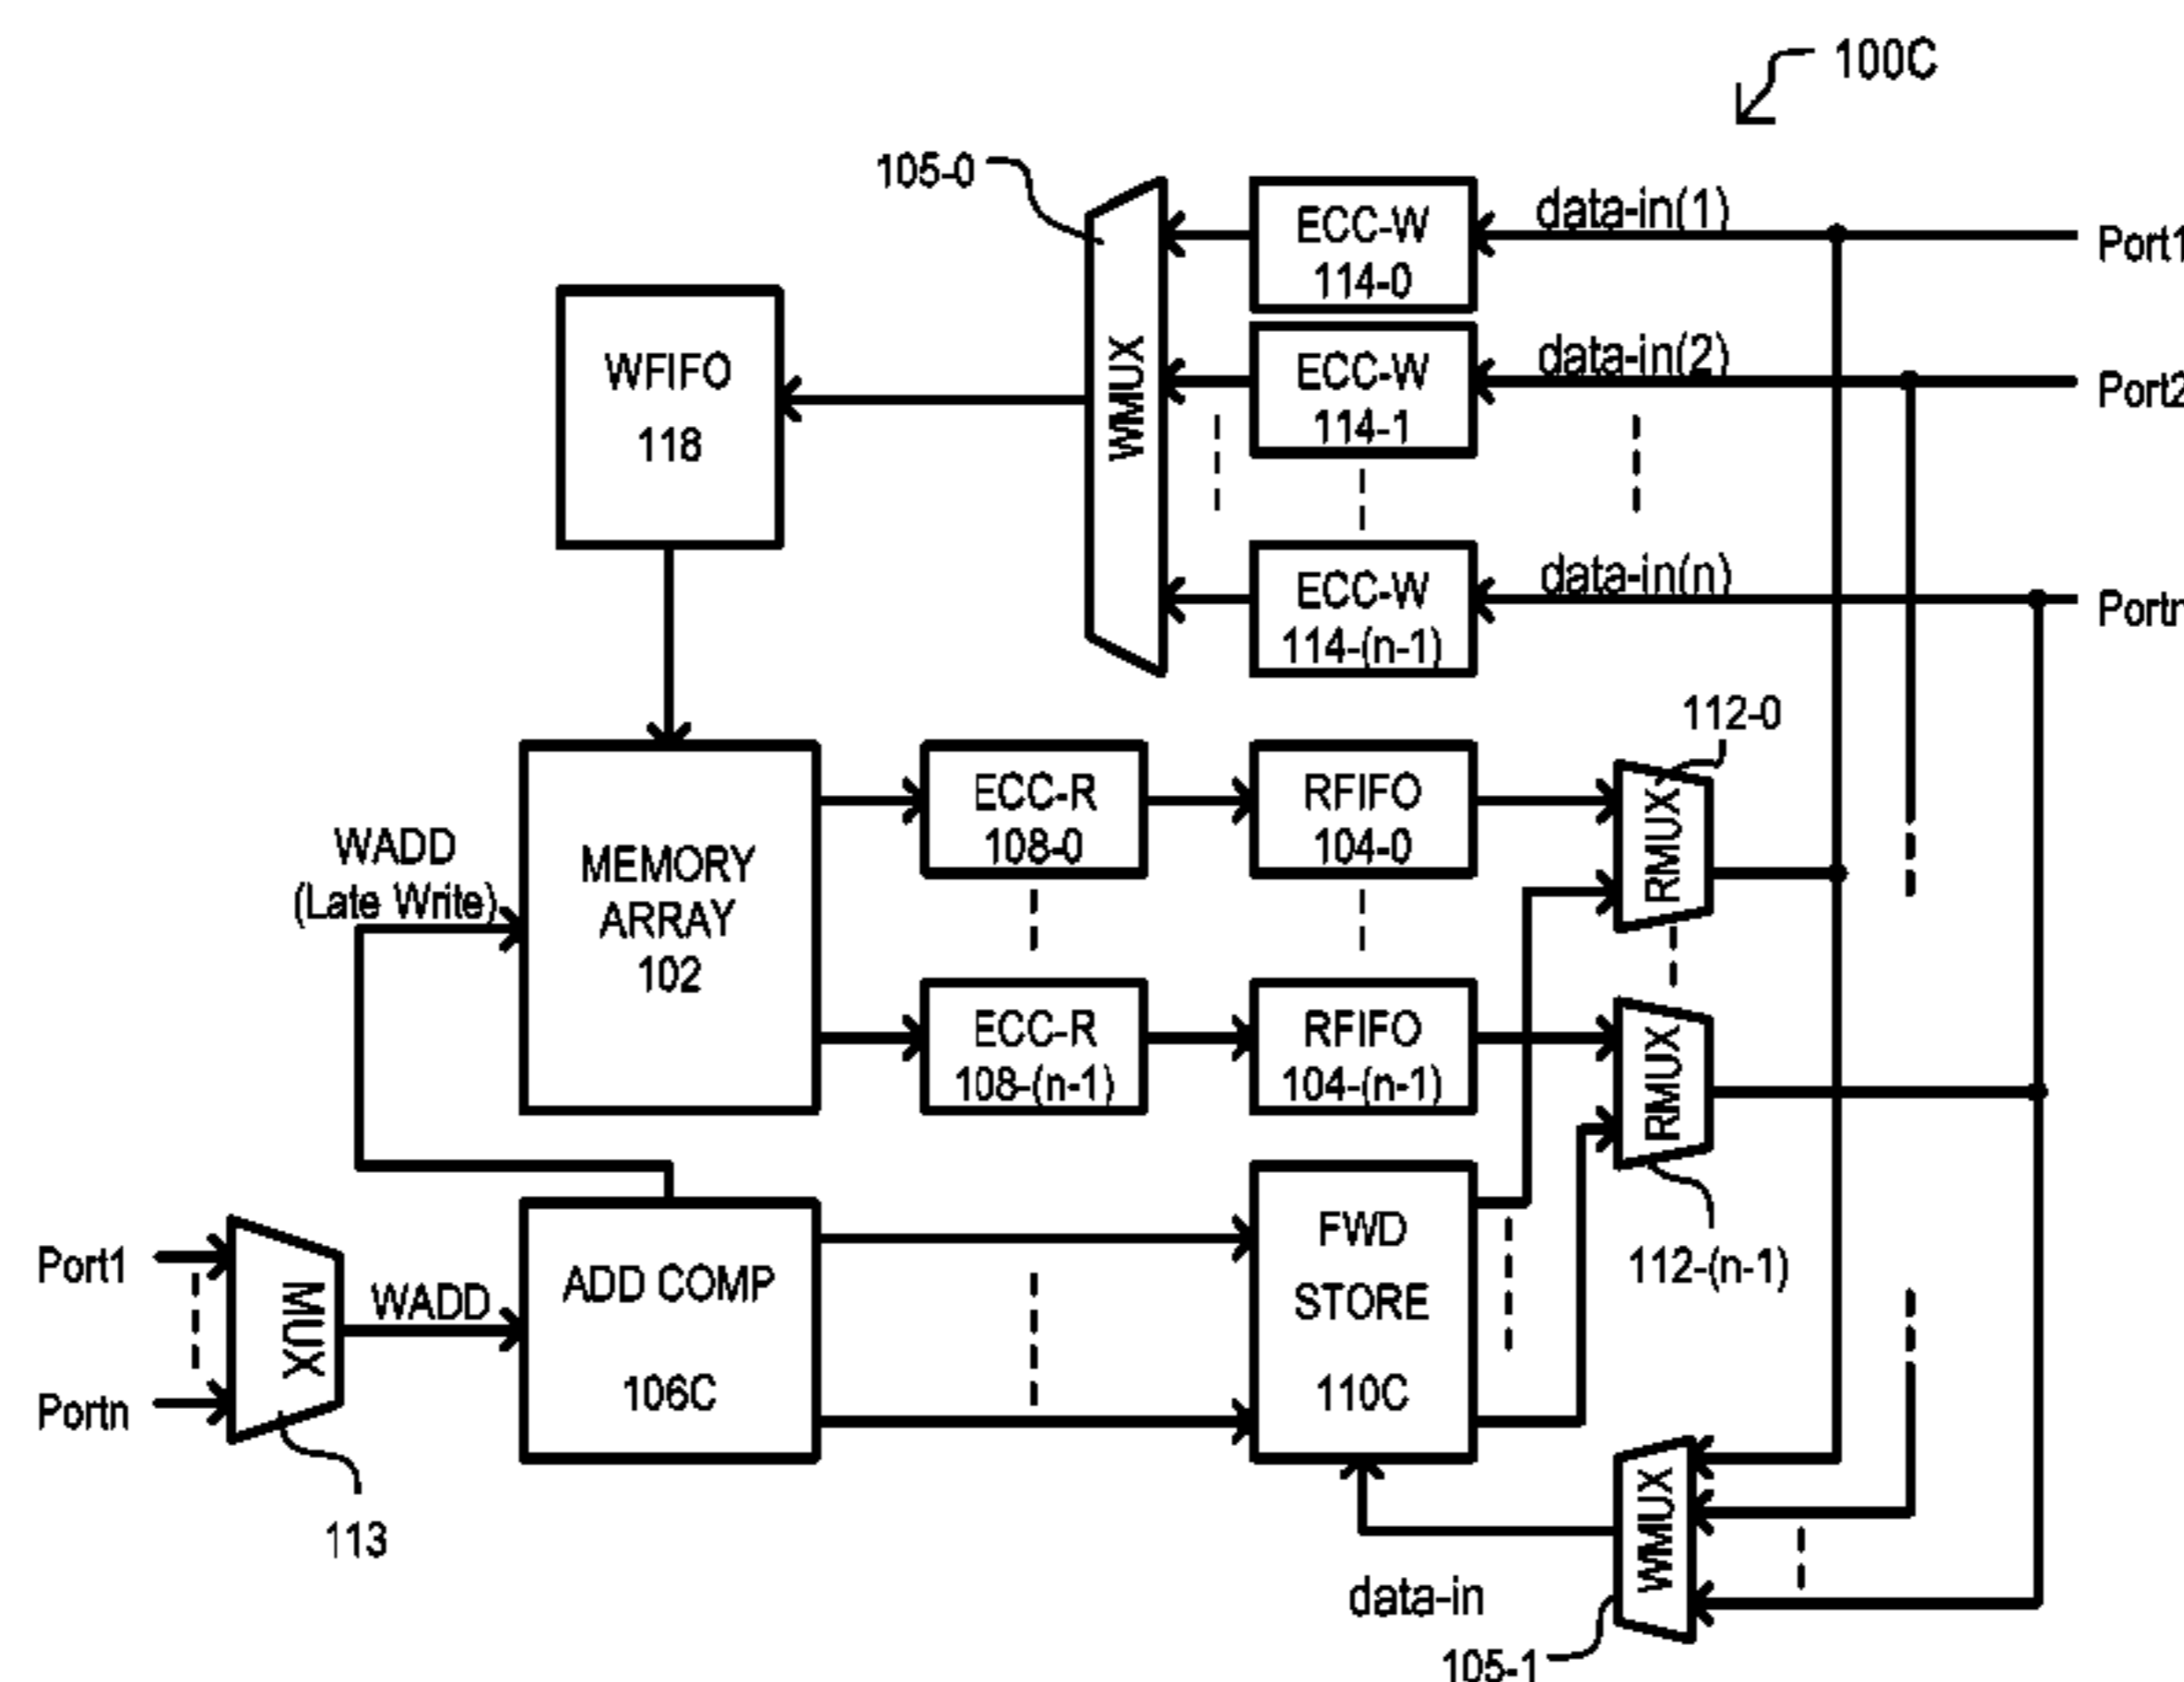 100C
105-0
ECC-W
114-0
data-in(1)
Port1
WFIFO
118
WMUX
ECC-W
114-1
data-in(2)
Port2
ECC-W
114-(n-1)
data-in(n)
Portn
112-0
WADD
(Late Write)
MEMORY
ARRAY
102
ECC-R
108-0
RFIFO
104-0
RMUX
ECC-R
108-(n-1)
RFIFO
104-(n-1)
RMUX
112-(n-1)
Port1
Portn
MUX
113
WADD
ADD COMP
106C
FWD
STORE
110C
WMUX
data-in
105-1